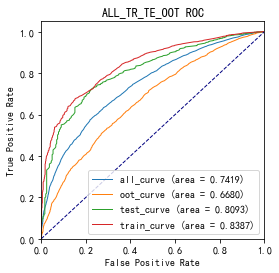 ALL_TR_TE_OOT ROC
1.0
0.8
0.6
0.4
0.2
0.0
True Positive Rate
all_curve (area = 0.7419)
oot_curve (area = 0.6680)
test_curve (area = 0.8093)
train_curve (area = 0.8387)
0.0 0.2 0.4 0.6 0.8 1.0
False Positive Rate